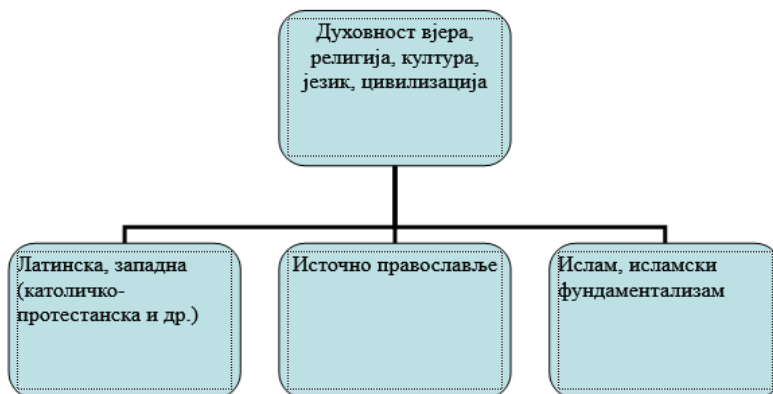 Духовност вјера,
религија, култура,
језик, цивилизација
Латинска, западна
(католичко-
протестанска и др.)
Источно православље
Ислам, исламски
фундаментализам